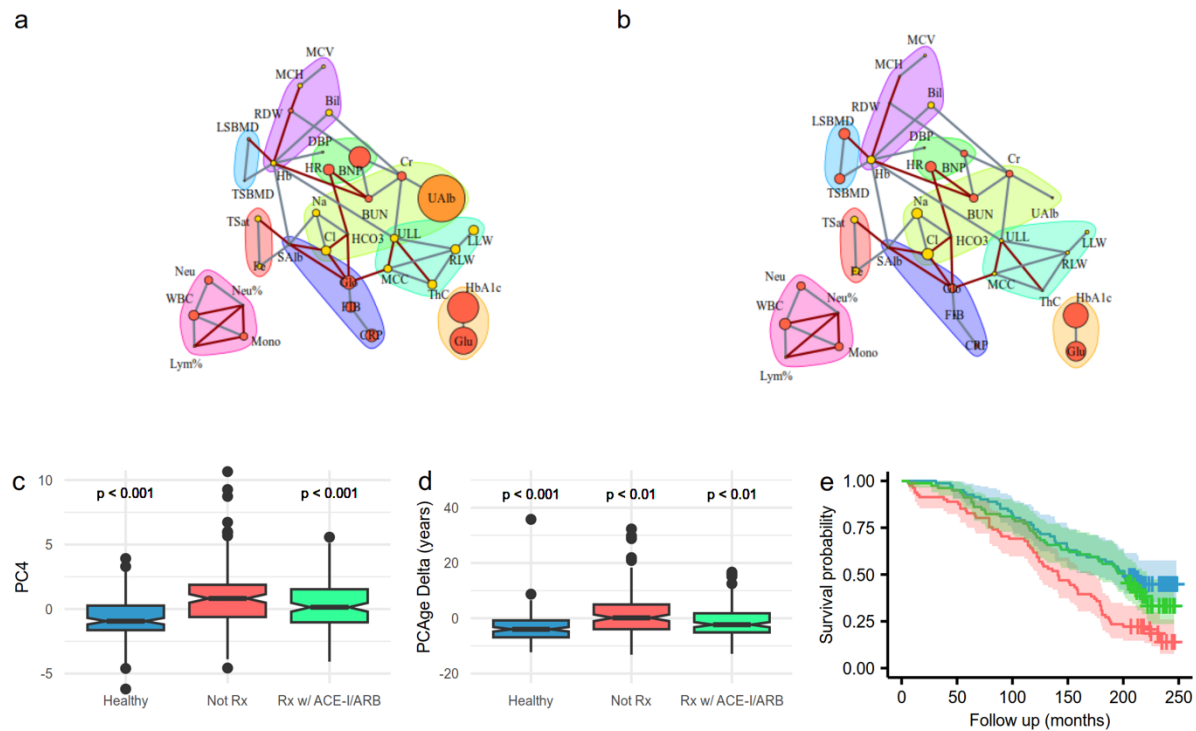 a
b
MCV
MCH
RDW
Bil
LSBMD
DBP
Hb
HR
BNP
Cr
TSBMD
UAlb
BUN
Na
TSat
Cl
HCO3
ULL
LLW
SAlb
RLW
Fe
Glo
MCC
ThC
HbA1c
Neu
Neu%
WBC
FIB
Mono
CRP
Glu
Lym%
MCV
MCH
RDW
Bil
LSBMD
DBP
Hb
HR
BNP
Cr
TSBMD
UAlb
BUN
Na
TSat
Cl
HCO3
ULL
LLW
SAlb
RLW
Fe
Glo
MCC
ThC
HbA1c
Neu
Neu%
WBC
FIB
Mono
CRP
Glu
Lym%
c
PC4
10
5
0
-5
p < 0.001
p < 0.001
Healthy
Not Rx
Rx w/ ACE-I/ARB
d
PCAge Delta (years)
40
20
0
-20
p < 0.001
p < 0.01
p < 0.01
Healthy
Not Rx
Rx w/ ACE-I/ARB
e
Survival probability
1.00
0.75
0.50
0.25
0.00
0
50
100
150
200
250
Follow up (months)